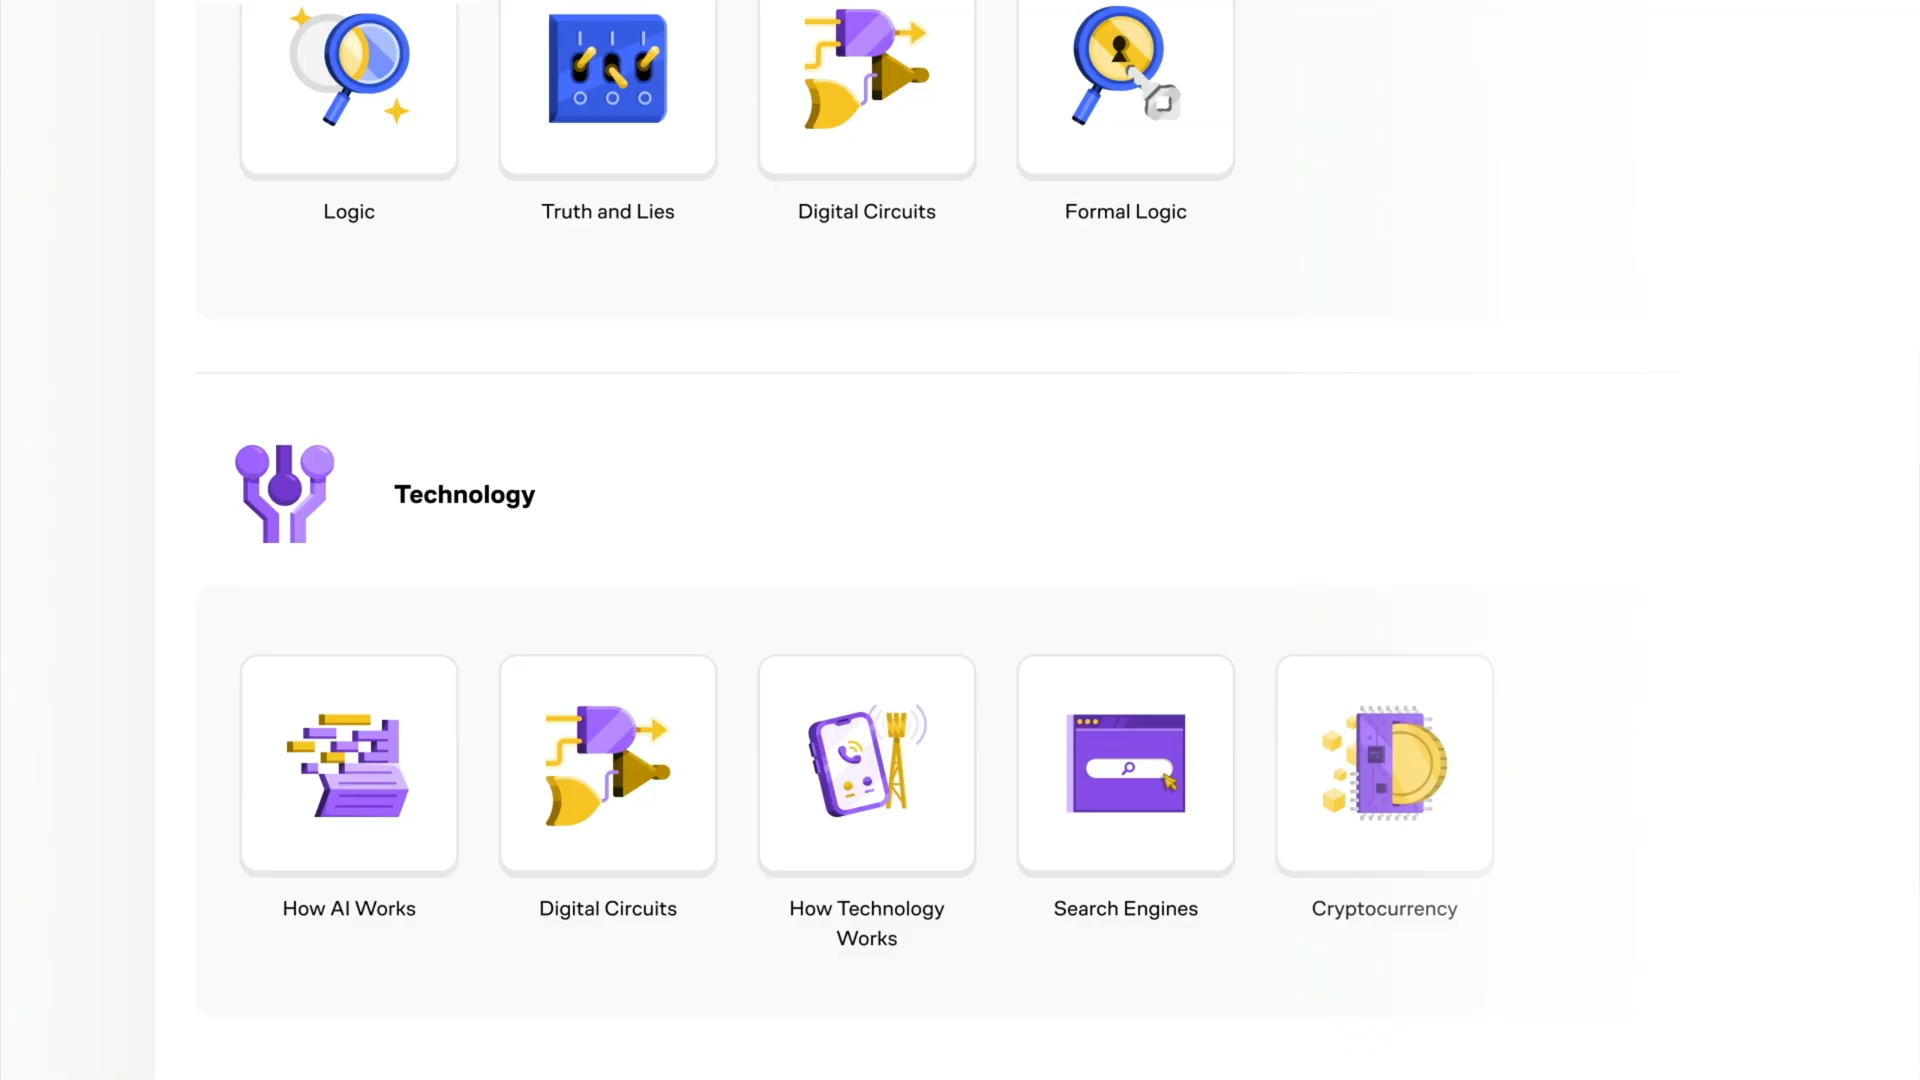 Logic
Truth and Lies
Digital Circuits
Formal Logic
Technology
How AI Works
Digital Circuits
How Technology
Works
Search Engines
Cryptocurrency